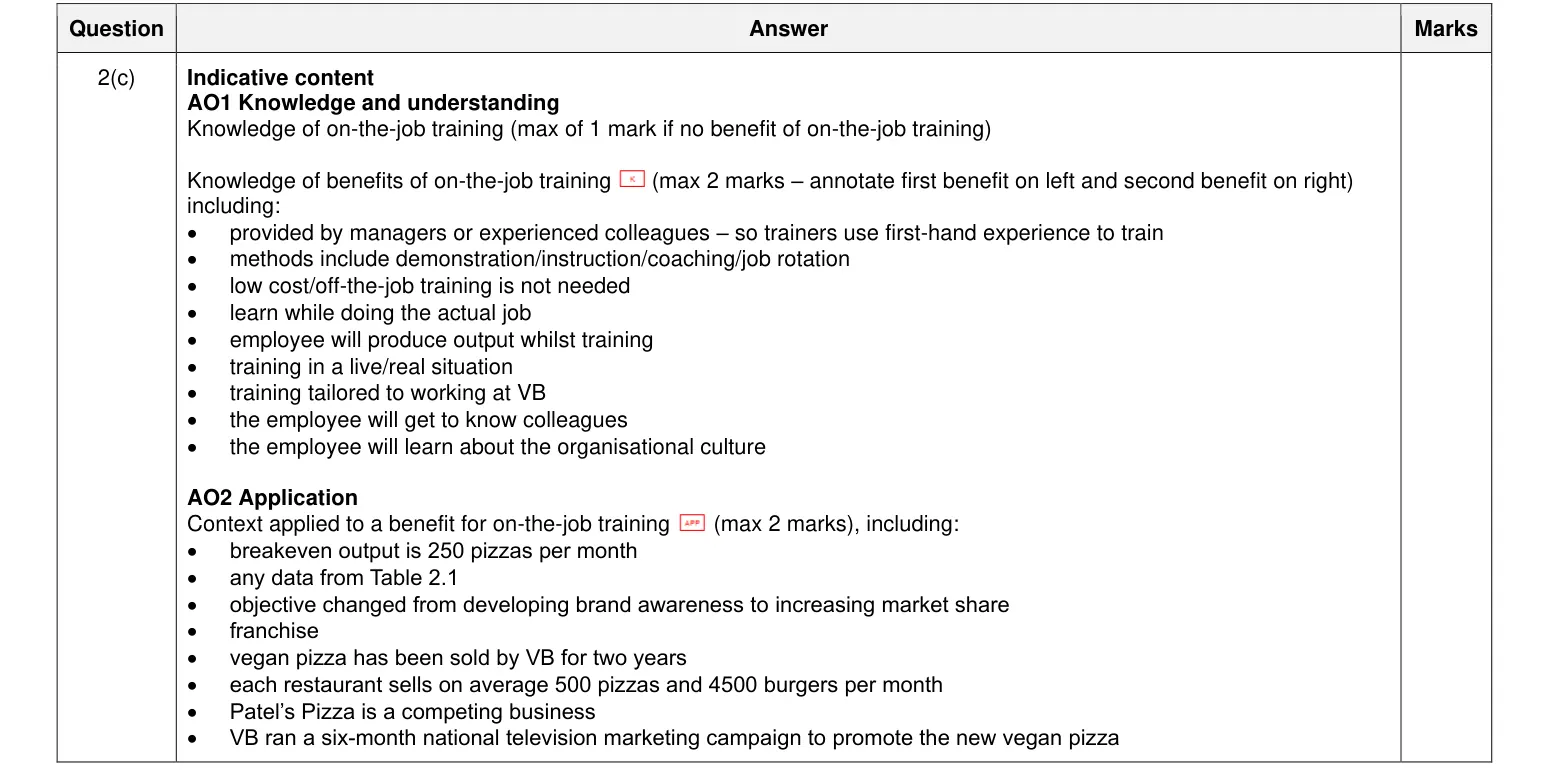 Question Answer Marks
2(c) Indicative content
AO1 Knowledge and understanding
Knowledge of on-the-job training (max of 1 mark if no benefit of on-the-job training)
Knowledge of benefits of on-the-job training K (max 2 marks – annotate first benefit on left and second benefit on right)
including:
• provided by managers or experienced colleagues – so trainers use first-hand experience to train
• methods include demonstration/instruction/coaching/job rotation
• low cost/off-the-job training is not needed
• learn while doing the actual job
• employee will produce output whilst training
• training in a live/real situation
• training tailored to working at VB
• the employee will get to know colleagues
• the employee will learn about the organisational culture
AO2 Application
Context applied to a benefit for on-the-job training APP (max 2 marks), including:
• breakeven output is 250 pizzas per month
• any data from Table 2.1
• objective changed from developing brand awareness to increasing market share
• franchise
• vegan pizza has been sold by VB for two years
• each restaurant sells on average 500 pizzas and 4500 burgers per month
• Patel’s Pizza is a competing business
• VB ran a six-month national television marketing campaign to promote the new vegan pizza